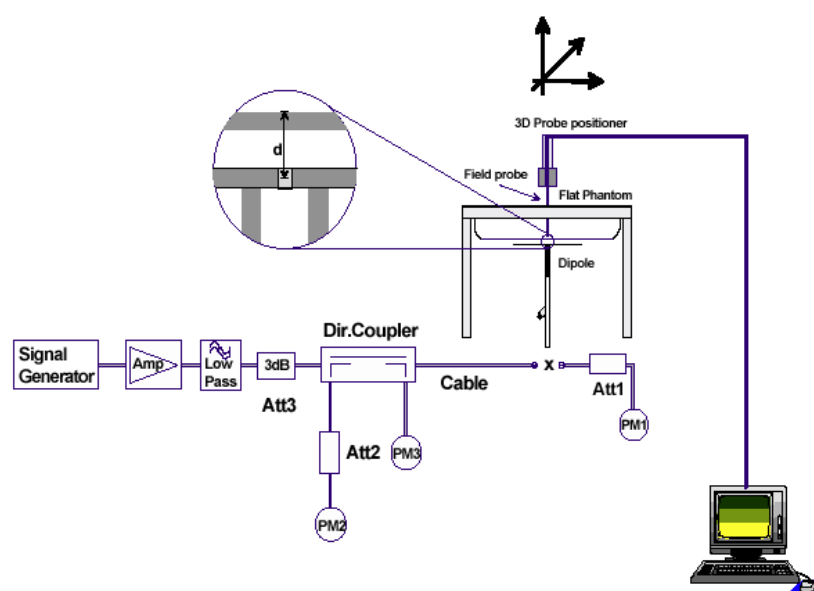 3D Probe positioner
d
Field probe
Flat Phantom
Dipole
Dir.Coupler
Signal
Generator
Amp
Low
Pass
3dB
Att3
Cable
x
Att1
PM1
Att2
PM3
PM2